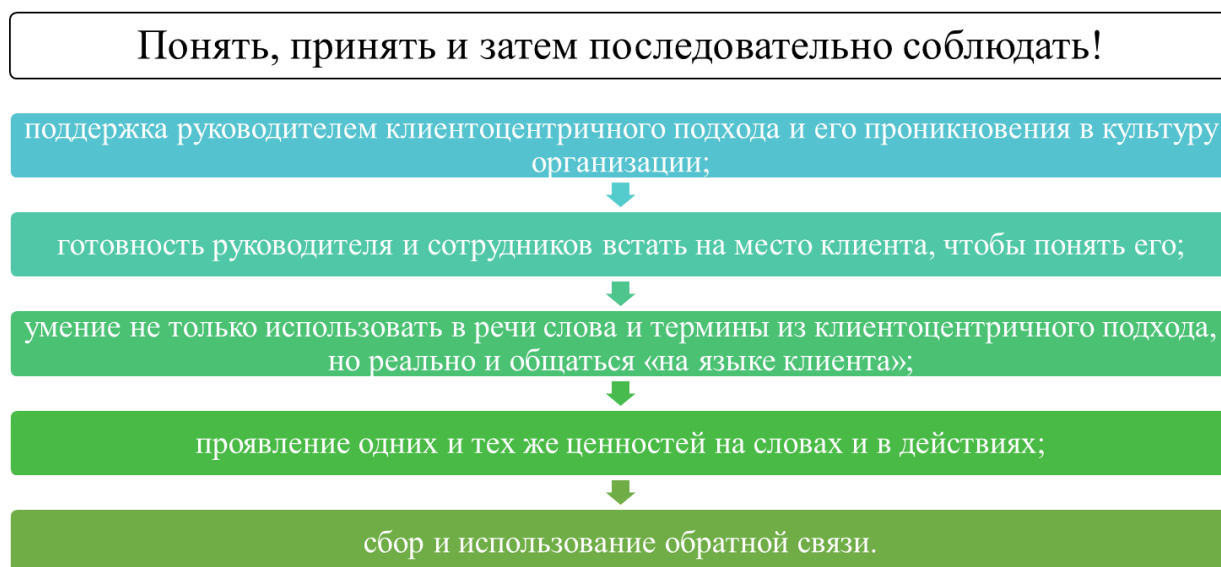 Понять, принять и затем последовательно соблюдать!
поддержка руководителем клиентоцентричного подхода и его проникновения в культуру
организации;
готовность руководителя и сотрудников встать на место клиента, чтобы понять его;
умение не только использовать в речи слова и термины из клиентоцентричного подхода,
но реально и общаться «на языке клиента»;
проявление одних и тех же ценностей на словах и в действиях;
сбор и использование обратной связи.